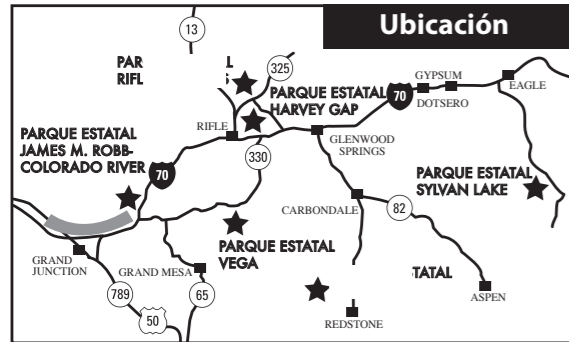 Ubicación
13
325
PAR L
RIFL
PARQUE ESTATAL
HARVEY GAP
70
GYPSUM
DOTSERO
EAGLE
RIFLE
GLENWOOD
SPRINGS
PARQUE ESTATAL
JAMES M. ROBB-
COLORADO RIVER
70
330
PARQUE ESTATAL
SYLVAN LAKE
CARBONDALE
82
PARQUE ESTATAL
VEGA
GRAND
JUNCTION
GRAND MESA
TATAL
789
65
50
ASPEN
REDSTONE